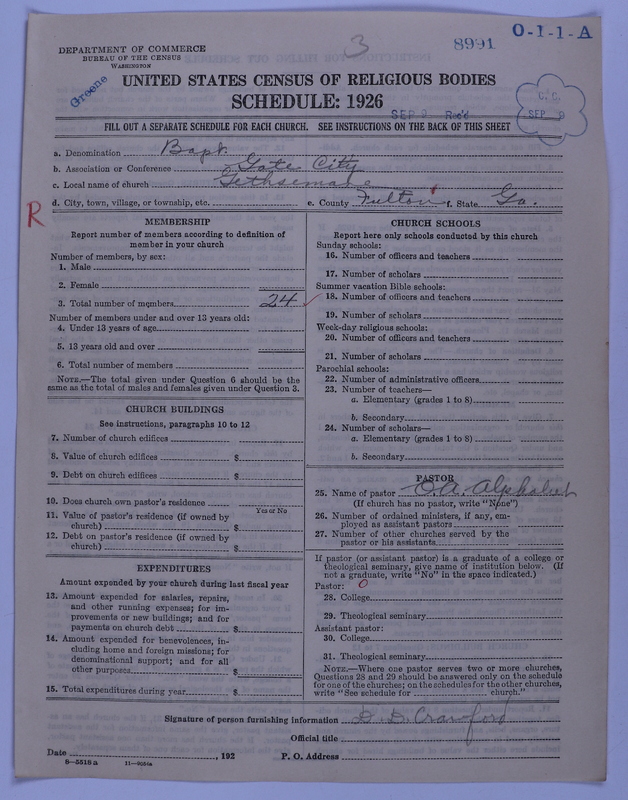 3
8991
O-1-1-A
DEPARTMENT OF COMMERCE
BUREAU OF THE CENSUS
WASHINGTON
Greene
UNITED STATES CENSUS OF RELIGIOUS BODIES
SCHEDULE: 1926
C.C.
SEP 9
SEP 9 Rec'd
FILL OUT A SEPARATE SCHEDULE FOR EACH CHURCH. SEE INSTRUCTIONS ON THE BACK OF THIS SHEET
a. Denomination Bapt.
b. Association or Conference Gate City
c. Local name of church Gethsemane
d. City, town, village, or township, etc. e. County Fulton f. State Ga.
R
MEMBERSHIP
Report number of members according to definition of
member in your church
Number of members, by sex:
1. Male
2. Female
3. Total number of members 24
Number of members under and over 13 years old:
4. Under 13 years of age
5. 13 years old and over
6. Total number of members
NOTE.—The total given under Question 6 should be the
same as the total of males and females given under Question 3.
CHURCH BUILDINGS
See instructions, paragraphs 10 to 12
7. Number of church edifices
8. Value of church edifices $
9. Debt on church edifices $
10. Does church own pastor's residence
Yes or No
11. Value of pastor's residence (if owned by
church) $
12. Debt on pastor's residence (if owned by
church) $
EXPENDITURES
Amount expended by your church during last fiscal year
13. Amount expended for salaries, repairs,
and other running expenses; for im-
provements or new buildings; and for
payments on church debt $
14. Amount expended for benevolences, in-
cluding home and foreign missions; for
denominational support; and for all
other purposes $
15. Total expenditures during year $
CHURCH SCHOOLS
Report here only schools conducted by this church
Sunday schools:
16. Number of officers and teachers
17. Number of scholars
Summer vacation Bible schools:
18. Number of officers and teachers
19. Number of scholars
Week-day religious schools:
20. Number of officers and teachers
21. Number of scholars
Parochial schools:
22. Number of administrative officers
23. Number of teachers—
a. Elementary (grades 1 to 8)
b. Secondary
24. Number of scholars—
a. Elementary (grades 1 to 8)
b. Secondary
PASTOR
25. Name of pastor O. A.
(If church has no pastor, write "None")
26. Number of ordained ministers, if any, em-
ployed as assistant pastors
27. Number of other churches served by the
pastor or his assistants
If pastor (or assistant pastor) is a graduate of a college or
theological seminary, give name of institution below. (If
not a graduate, write "No" in the space indicated.)
Pastor: 0
28. College
29. Theological seminary
Assistant pastor:
30. College
31. Theological seminary
NOTE.—Where one pastor serves two or more churches,
Questions 28 and 29 should be answered only on the schedule
for one of the churches; on the schedules for the other churches,
write "See schedule for church."
Signature of person furnishing information D. D. Crawford
Official title
Date , 192 P. O. Address
8—5518 a 11—9054a